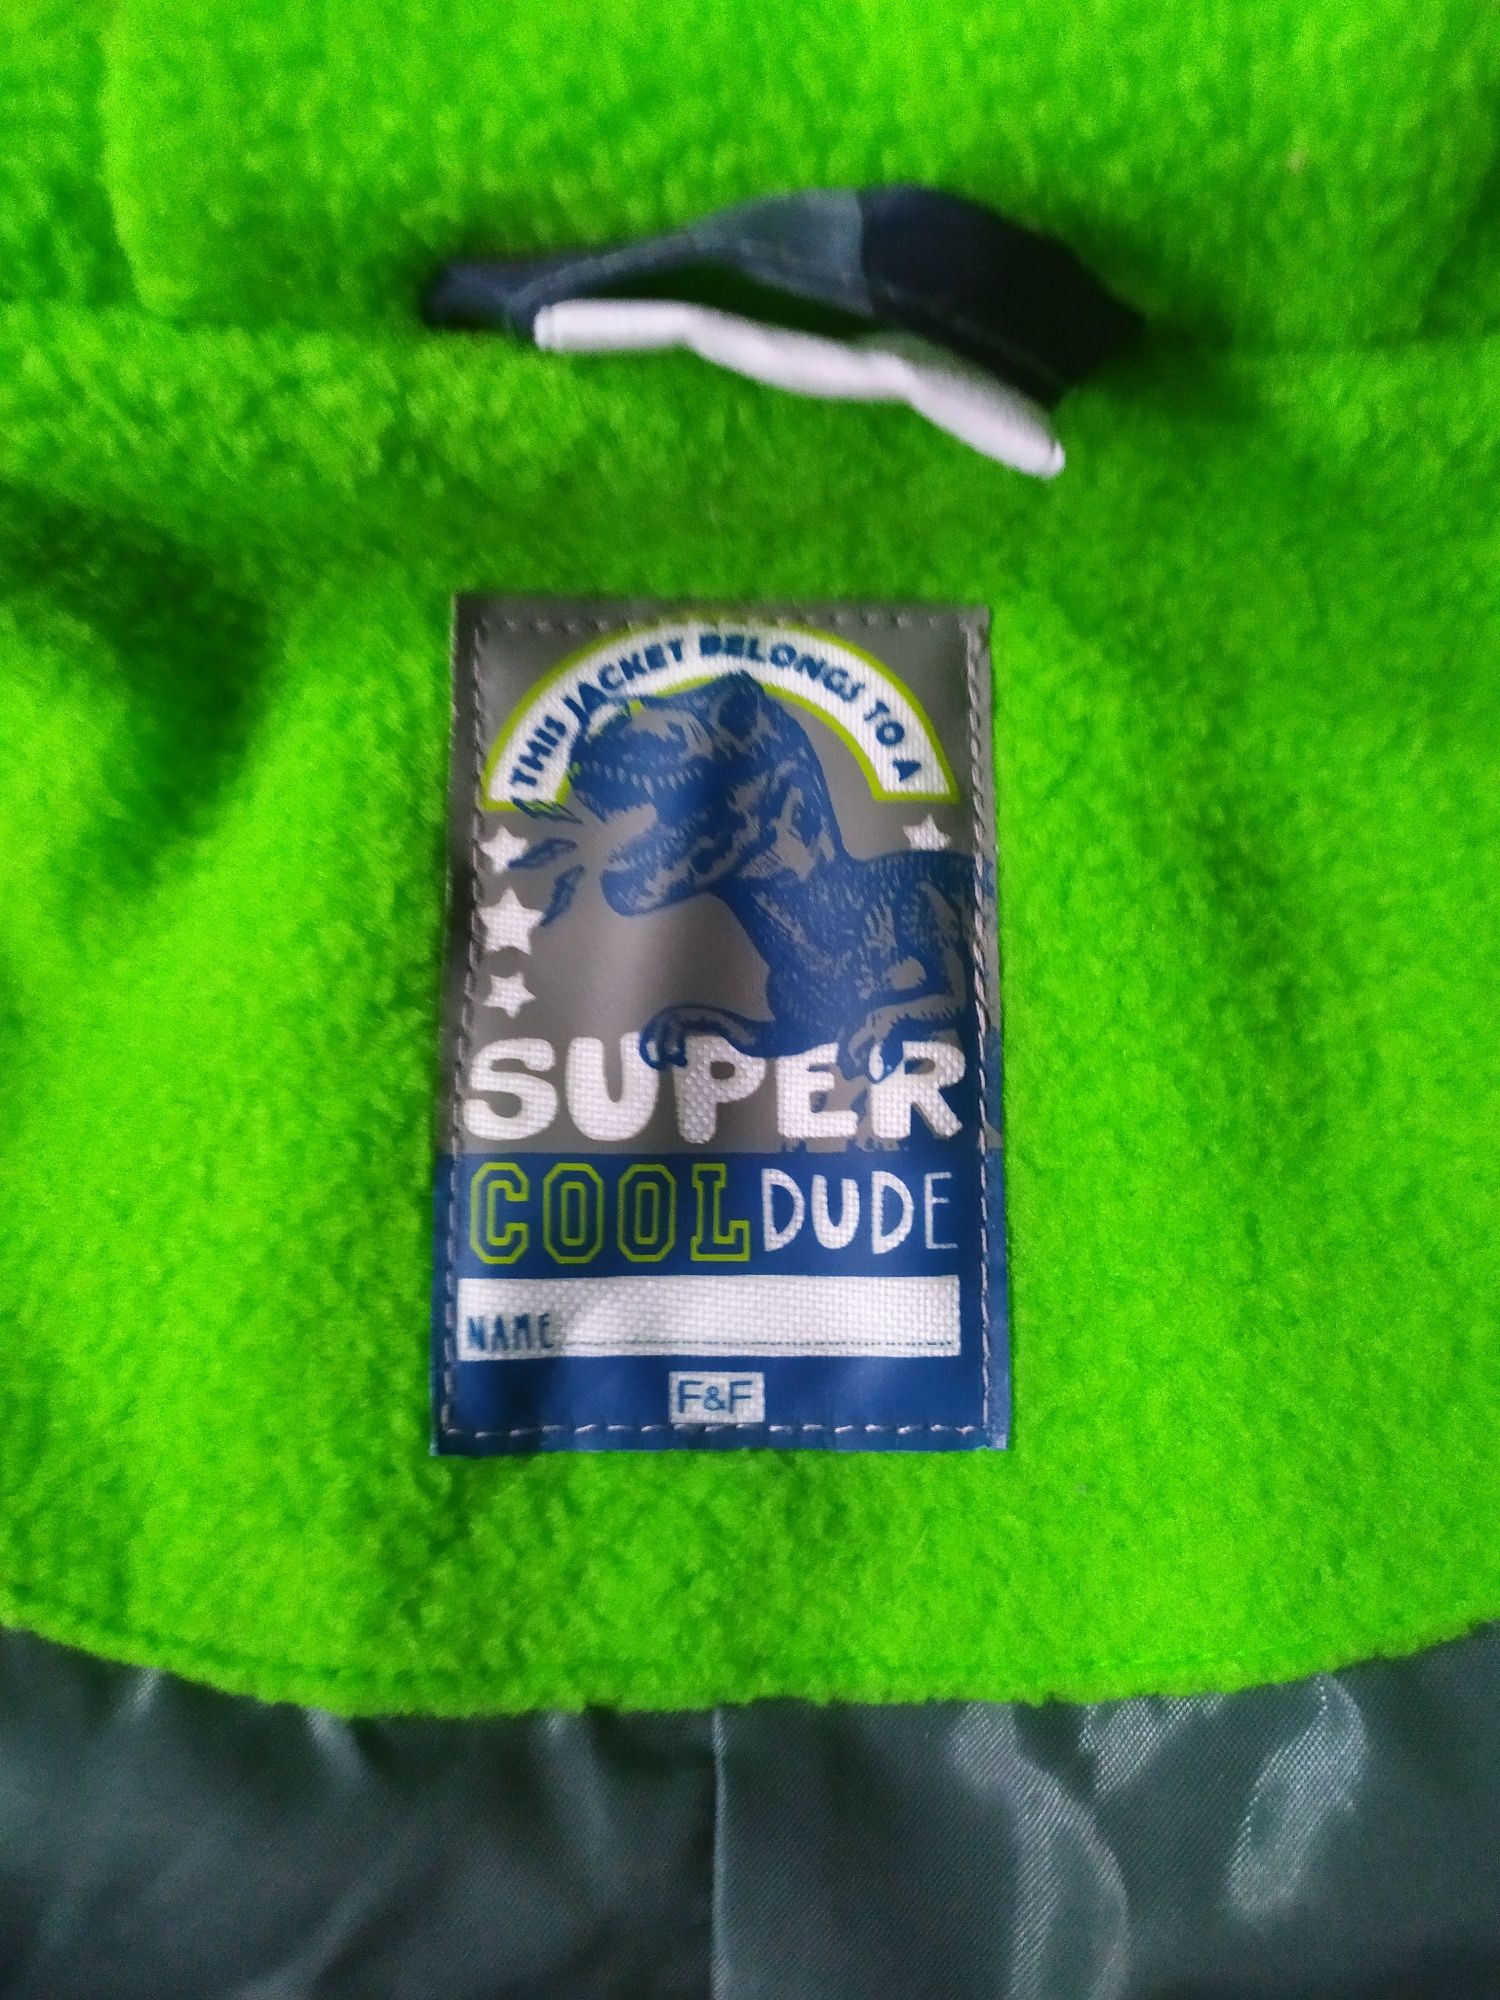 THIS JACKET BELONGS TO A
SUPER
COOL DUDE
NAME
F&F